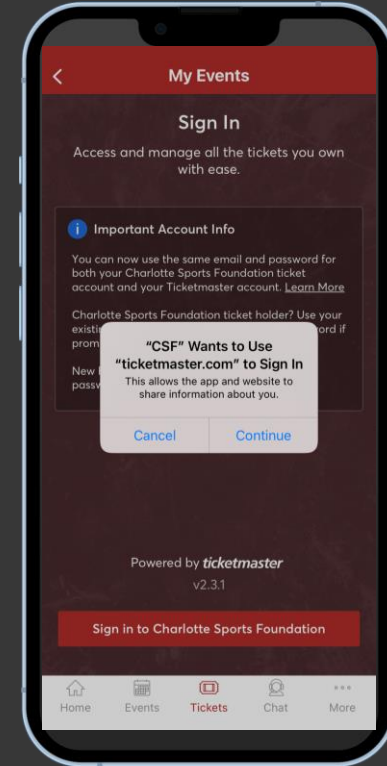 My Events
Sign In
Access and manage all the tickets you own
with ease.
i Important Account Info
You can now use the same email and password for
both your Charlotte Sports Foundation ticket
account and your Ticketmaster account. Learn More
Charlotte Sports Foundation ticket holder? Use your
"CSF" Wants to Use
"ticketmaster.com" to Sign In
This allows the app and website to
share information about you.
Cancel Continue
New
Powered by ticketmaster
v2.3.1
Sign in to Charlotte Sports Foundation
Home Events Tickets Chat More